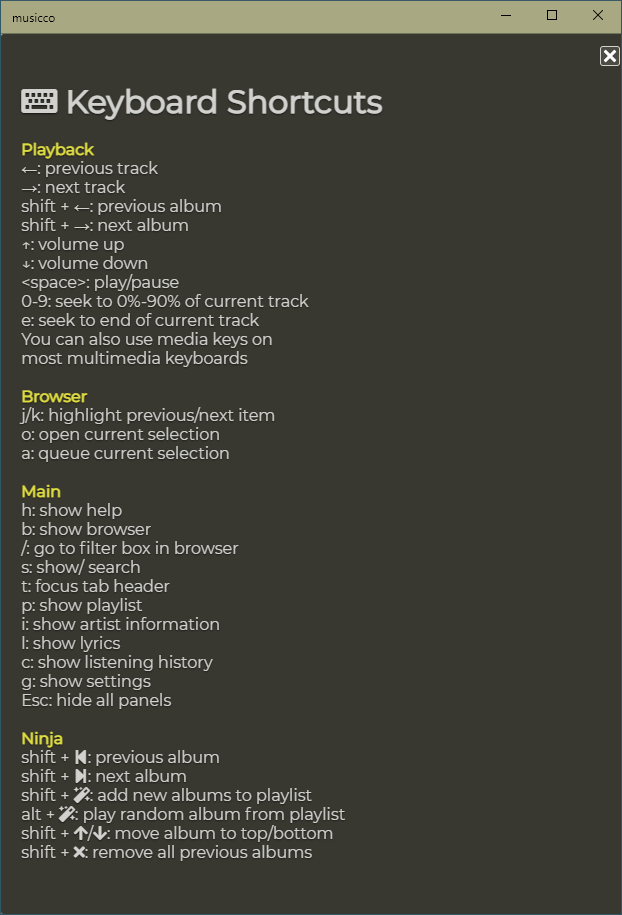 musicco
Keyboard Shortcuts
Playback
←: previous track
→: next track
shift + ←: previous album
shift + →: next album
↑: volume up
↓: volume down
<space>: play/pause
0-9: seek to 0%-90% of current track
e: seek to end of current track
You can also use media keys on
most multimedia keyboards
Browser
j/k: highlight previous/next item
o: open current selection
a: queue current selection
Main
h: show help
b: show browser
/: go to filter box in browser
s: show/ search
t: focus tab header
p: show playlist
i: show artist information
l: show lyrics
c: show listening history
g: show settings
Esc: hide all panels
Ninja
shift + : previous album
shift + : next album
shift + : add new albums to playlist
alt + : play random album from playlist
shift + ↑/↓: move album to top/bottom
shift + ×: remove all previous albums